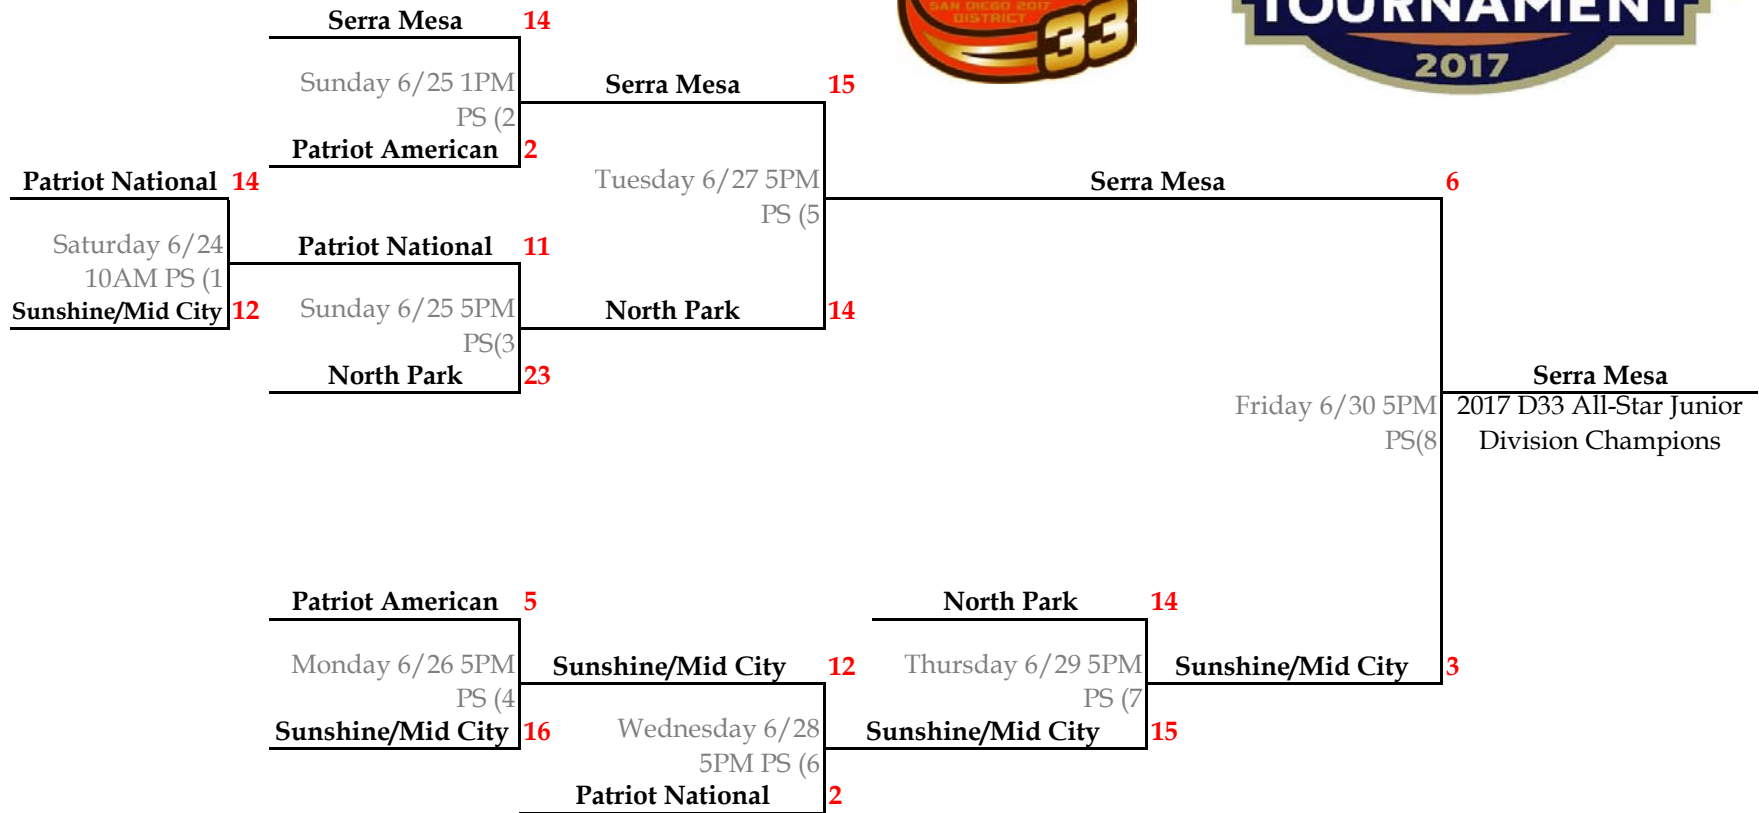 SAN DIEGO 2017
DISTRICT
33
TOURNAMENT
2017
Serra Mesa 14
Sunday 6/25 1PM
PS (2
Patriot American 2
Serra Mesa 15
Patriot National 14
Saturday 6/24
10AM PS (1
Sunshine/Mid City 12
Tuesday 6/27 5PM
PS (5
Serra Mesa 6
Patriot National 11
Sunday 6/25 5PM
PS(3
North Park 23
North Park 14
Friday 6/30 5PM
PS(8
Serra Mesa
2017 D33 All-Star Junior
Division Champions
Patriot American 5
Monday 6/26 5PM
PS (4
Sunshine/Mid City 16
Sunshine/Mid City 12
Wednesday 6/28
5PM PS (6
Patriot National 2
North Park 14
Thursday 6/29 5PM
PS (7
Sunshine/Mid City 15
Sunshine/Mid City 3